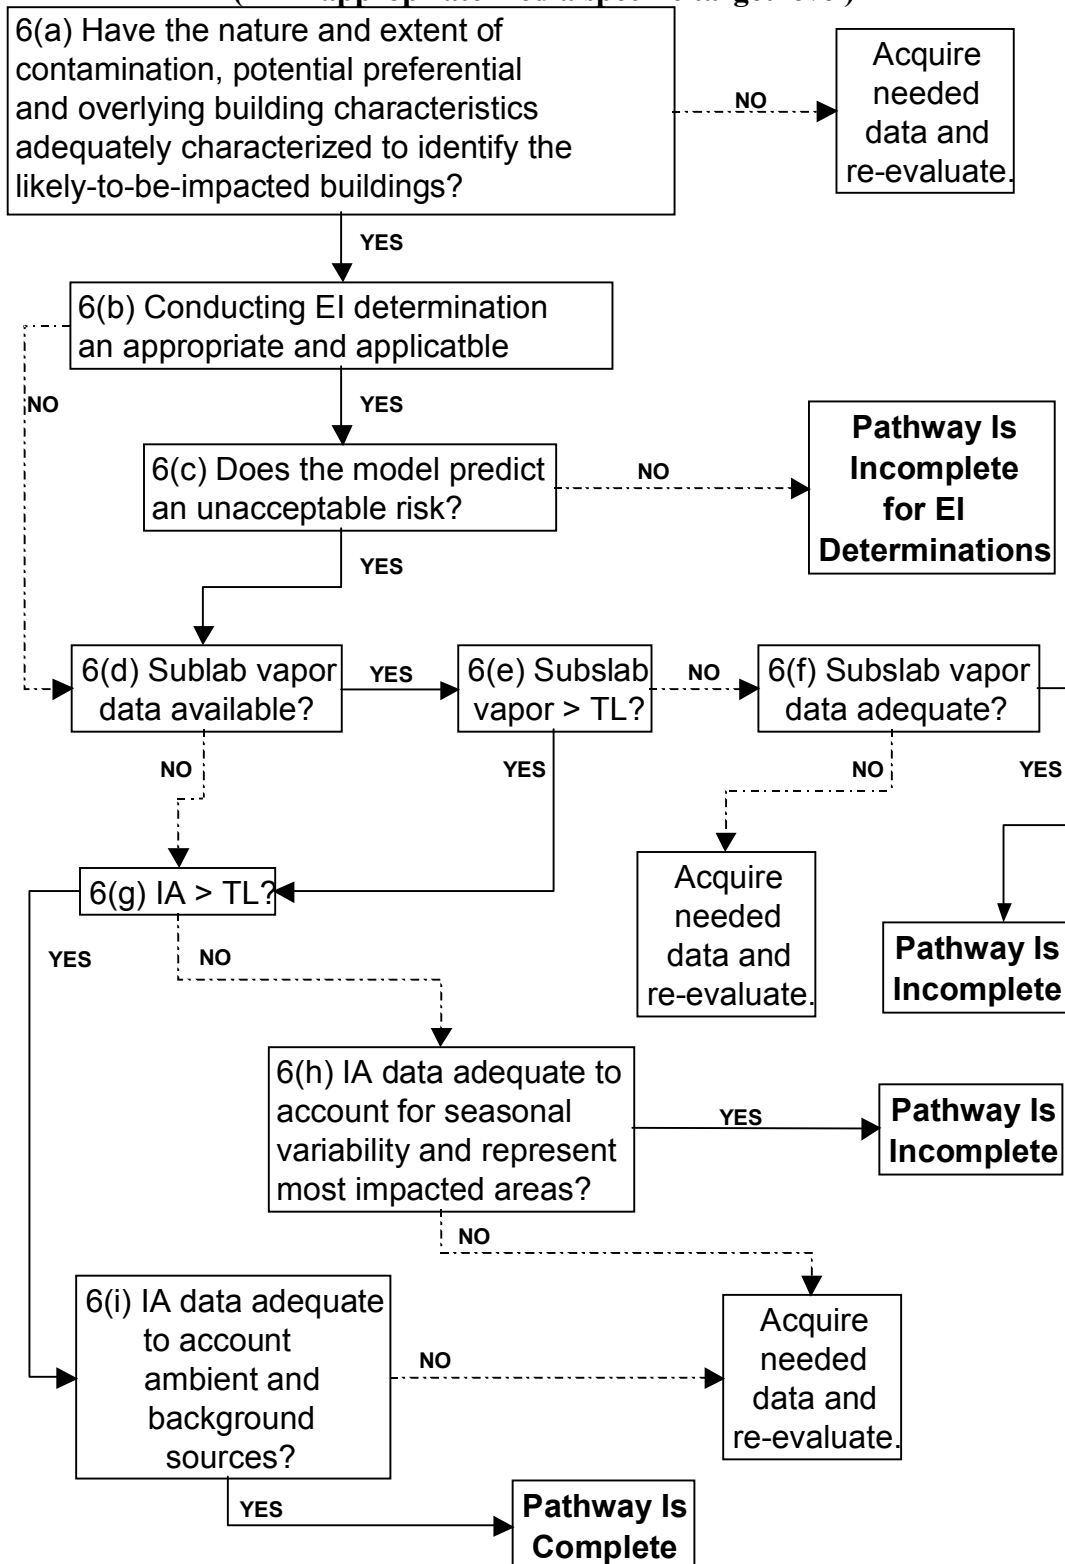 appropriate
6(a) Have the nature and extent of
contamination, potential preferential
and overlying building characteristics
adequately characterized to identify the
likely-to-be-impacted buildings?
NO
Acquire
needed
data and
re-evaluate.
YES
6(b) Conducting EI determination
an appropriate and applicatble
NO
YES
6(c) Does the model predict
an unacceptable risk?
NO
Pathway Is
Incomplete
for EI
Determinations
YES
6(d) Sublab vapor
data available?
YES
6(e) Subslab
vapor > TL?
NO
6(f) Subslab vapor
data adequate?
NO
YES
NO
YES
6(g) IA > TL?
Acquire
needed
data and
re-evaluate.
Pathway Is
Incomplete
YES
NO
6(h) IA data adequate to
account for seasonal
variability and represent
most impacted areas?
YES
Pathway Is
Incomplete
NO
6(i) IA data adequate
to account
ambient and
background
sources?
NO
Acquire
needed
data and
re-evaluate.
YES
Pathway Is
Complete